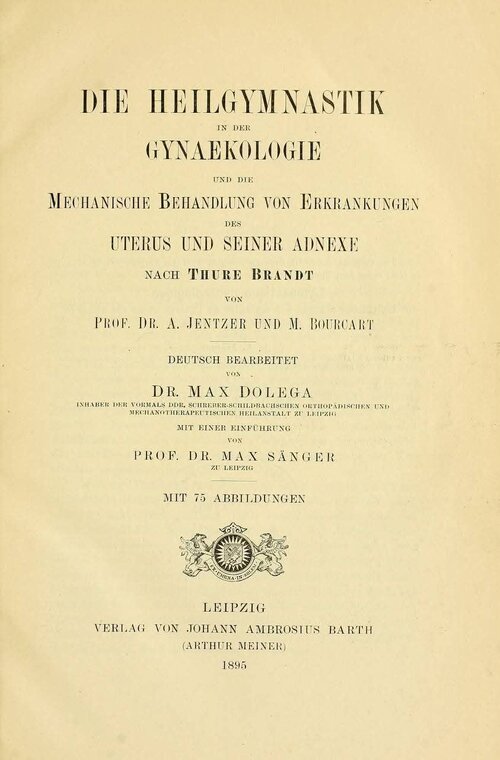 DIE HEILGYMNASTIK
IN DER
GYNAEKOLOGIE
UND DIE
MECHANISCHE BEHANDLUNG VON ERKRANKUNGEN
DES
UTERUS UND SEINER ADNEXE
NACH THURE BRANDT
VON
PROF. DR. A. JENTZER UND M. BOURCART
DEUTSCH BEARBEITET
VON
DR. MAX DOLEGA
INHABER DER VORMALS DDR. SCHREBER-SCHILDBACHSCHEN ORTHOPÄDISCHEN UND
MECHANOTHERAPEUTISCHEN HEILANSTALT ZU LEIPZIG
MIT EINER EINFÜHRUNG
VON
PROF. DR. MAX SÄNGER
ZU LEIPZIG
MIT 75 ABBILDUNGEN
LEIPZIG
VERLAG VON JOHANN AMBROSIUS BARTH
(ARTHUR MEINER)
1895